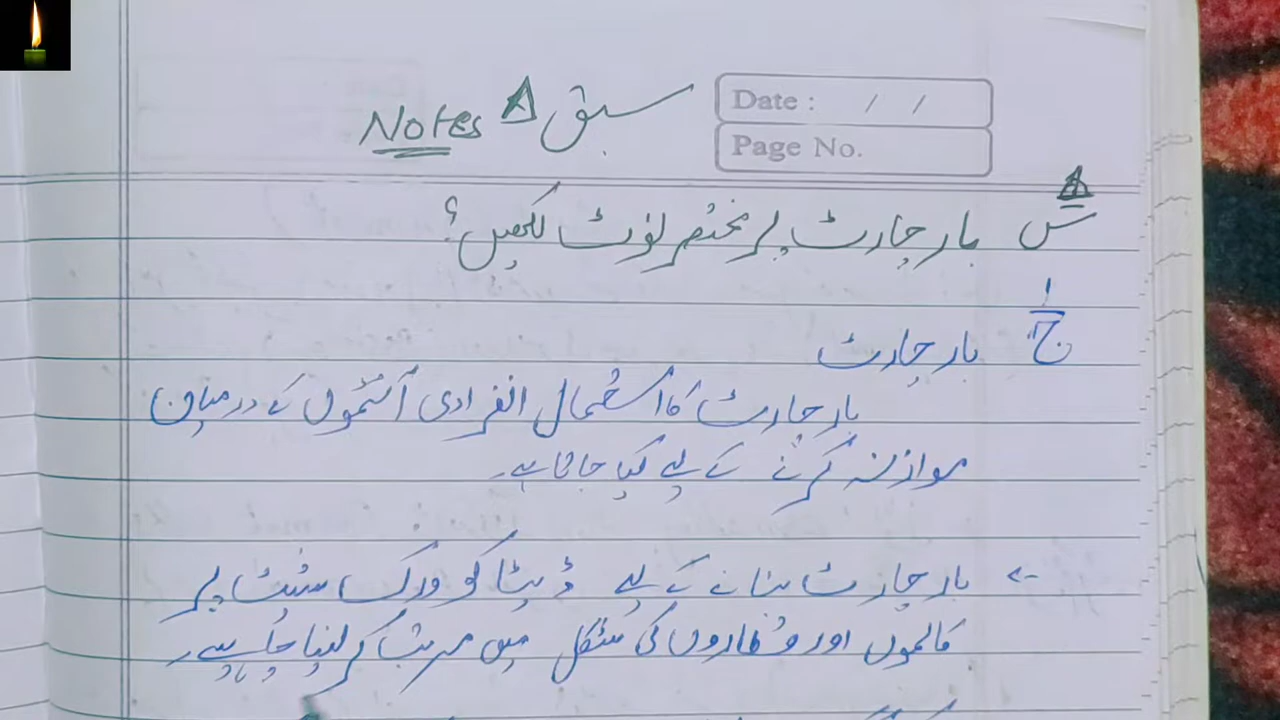 سبق Notes
Date : / /
Page No.
س بار چارٹ پر مختصر نوٹ لکھیں؟
ج بار چارٹ
بار چارٹ کا استعمال انفرادی آئٹموں کے درمیان
موازنہ کرنے کے لیے کیا جاتا ہے۔
بار چارٹ بنانے کے لیے ڈیٹا کو ورک شیٹ پر
کالموں اور قطاروں کی شکل میں مرتب کر لینا چاہیے۔